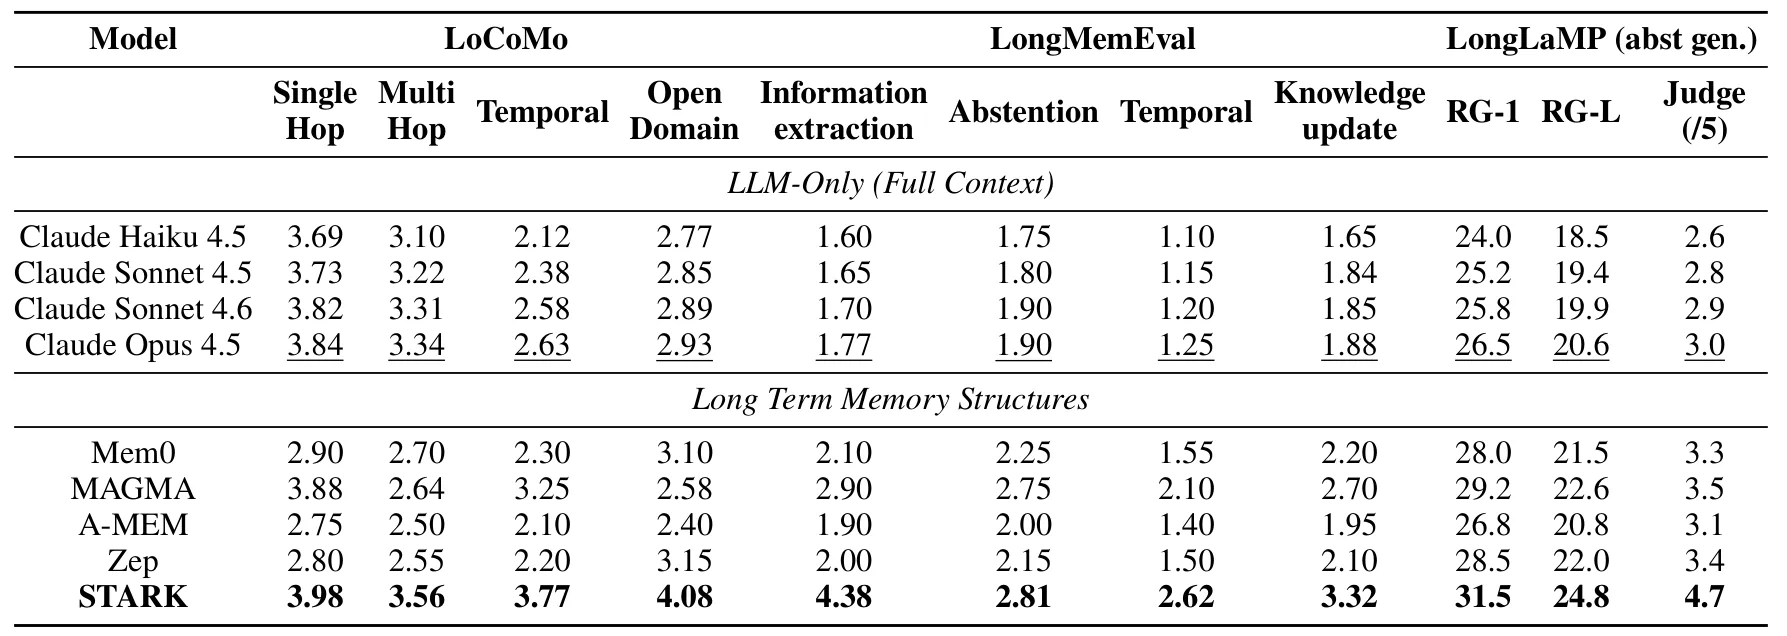 Model LoCoMo LongMemEval LongLaMP (abst gen.)
Single Hop Multi Hop Temporal Open Domain Information extraction Abstention Temporal Knowledge update RG-1 RG-L Judge (/5)
LLM-Only (Full Context)
Claude Haiku 4.5 3.69 3.10 2.12 2.77 1.60 1.75 1.10 1.65 24.0 18.5 2.6
Claude Sonnet 4.5 3.73 3.22 2.38 2.85 1.65 1.80 1.15 1.84 25.2 19.4 2.8
Claude Sonnet 4.6 3.82 3.31 2.58 2.89 1.70 1.90 1.20 1.85 25.8 19.9 2.9
Claude Opus 4.5 3.84 3.34 2.63 2.93 1.77 1.90 1.25 1.88 26.5 20.6 3.0
Long Term Memory Structures
Mem0 2.90 2.70 2.30 3.10 2.10 2.25 1.55 2.20 28.0 21.5 3.3
MAGMA 3.88 2.64 3.25 2.58 2.90 2.75 2.10 2.70 29.2 22.6 3.5
A-MEM 2.75 2.50 2.10 2.40 1.90 2.00 1.40 1.95 26.8 20.8 3.1
Zep 2.80 2.55 2.20 3.15 2.00 2.15 1.50 2.10 28.5 22.0 3.4
STARK 3.98 3.56 3.77 4.08 4.38 2.81 2.62 3.32 31.5 24.8 4.7